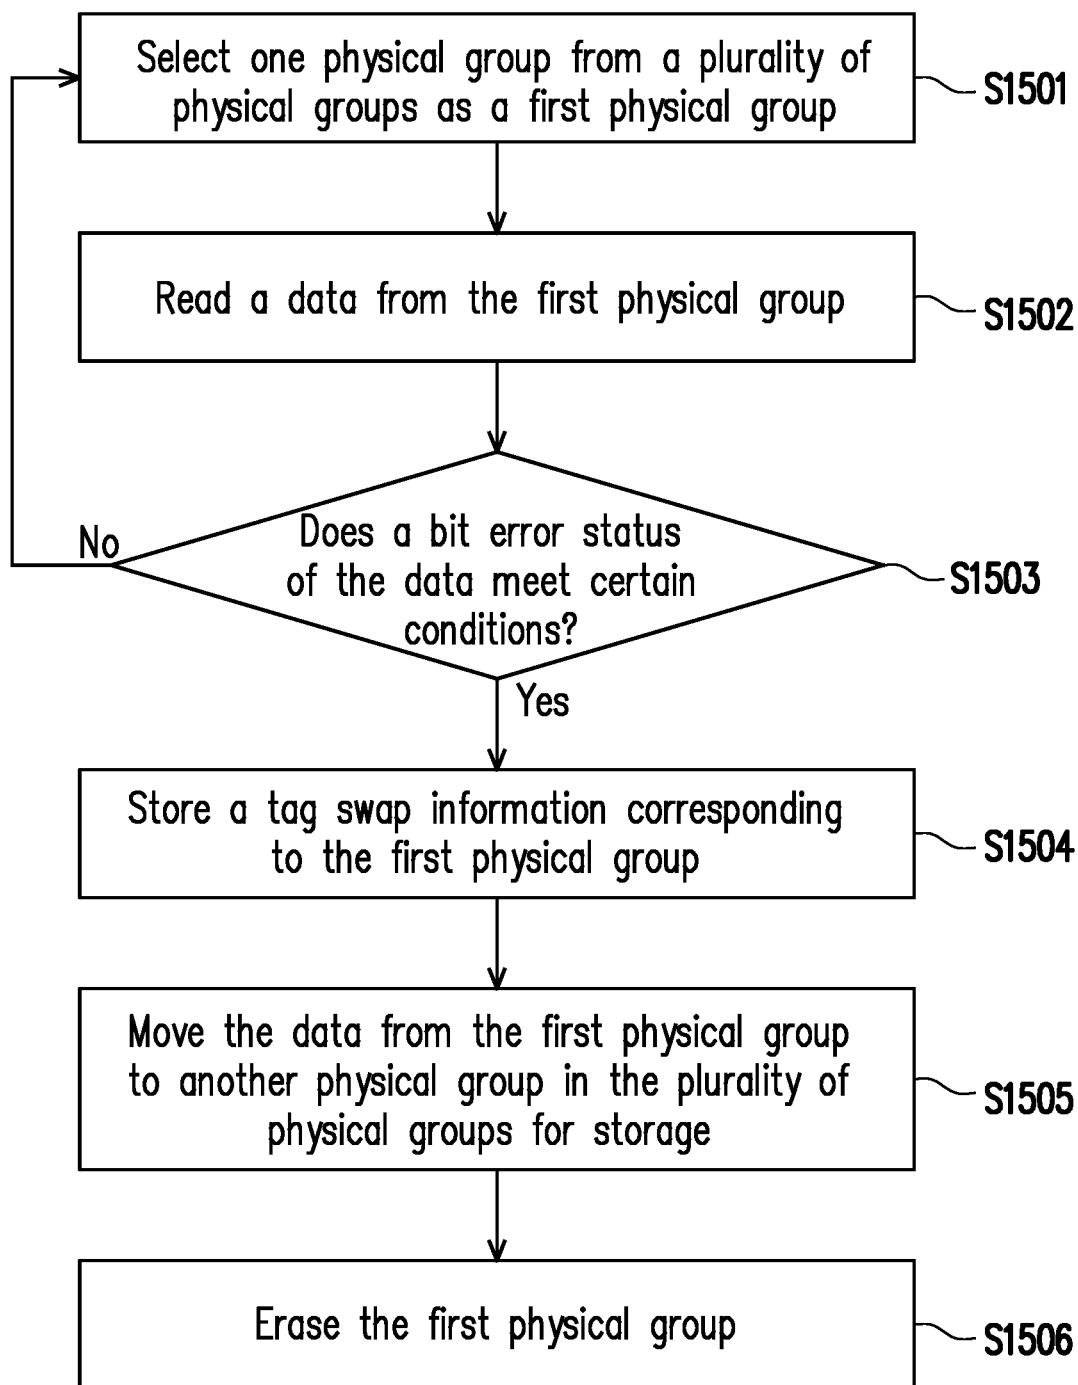 Select one physical group from a plurality of
physical groups as a first physical group
S1501
Read a data from the first physical group
S1502
Does a bit error status
of the data meet certain
conditions?
S1503
No
Yes
Store a tag swap information corresponding
to the first physical group
S1504
Move the data from the first physical group
to another physical group in the plurality of
physical groups for storage
S1505
Erase the first physical group
S1506